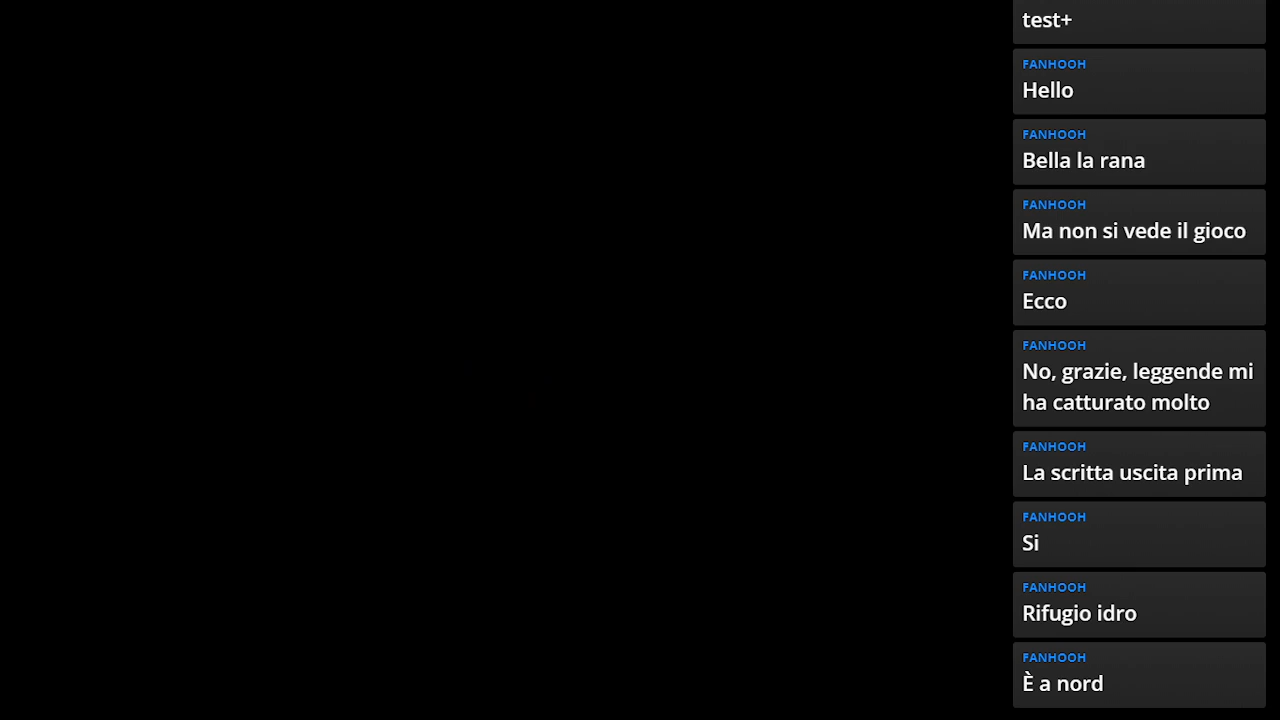 test+
FANHOOH
Hello
FANHOOH
Bella la rana
FANHOOH
Ma non si vede il gioco
FANHOOH
Ecco
FANHOOH
No, grazie, leggende mi
ha catturato molto
FANHOOH
La scritta uscita prima
FANHOOH
Si
FANHOOH
Rifugio idro
FANHOOH
È a nord